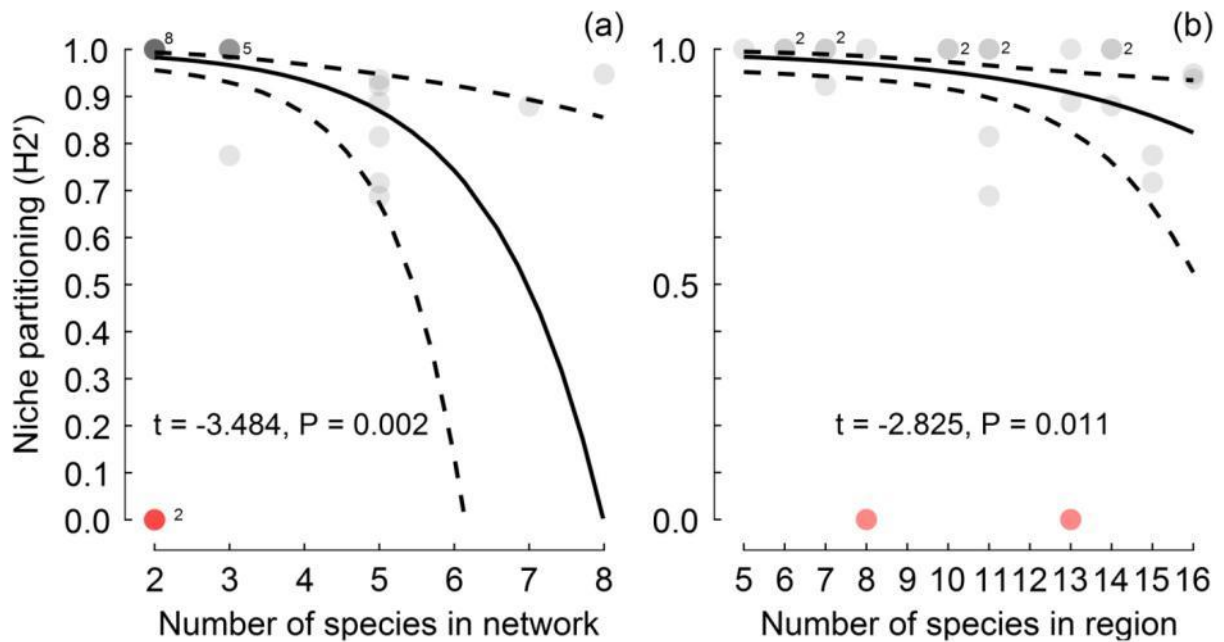 (a)
8
5
1.0
0.9
0.8
0.7
0.6
0.5
0.4
0.3
0.2
0.1
0.0
Niche partitioning (H2')
t = -3.484, P = 0.002
2
2 3 4 5 6 7 8
Number of species in network
(b)
2 2 2 2 2
1.0
0.5
0.0
Niche partitioning (H2')
t = -2.825, P = 0.011
5 6 7 8 9 10 11 12 13 14 15 16
Number of species in region